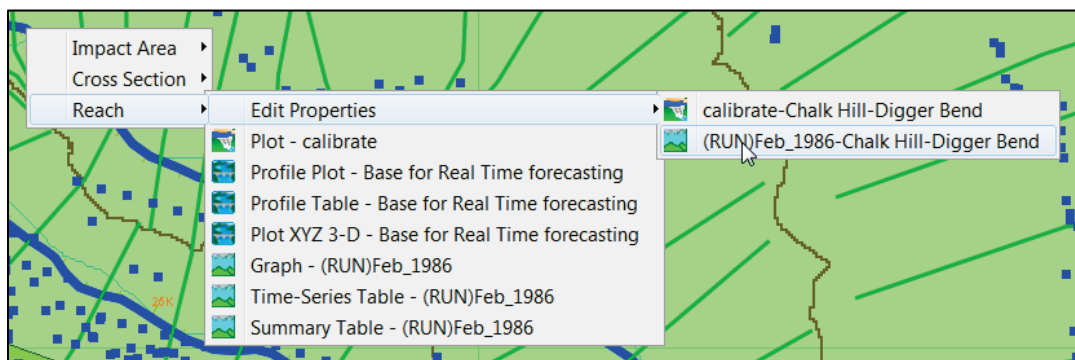 Impact Area
Cross Section
Reach
Edit Properties
Plot - calibrate
Profile Plot - Base for Real Time forecasting
Profile Table - Base for Real Time forecasting
Plot XYZ 3-D - Base for Real Time forecasting
Graph - (RUN)Feb_1986
Time-Series Table - (RUN)Feb_1986
Summary Table - (RUN)Feb_1986
calibrate-Chalk Hill-Digger Bend
(RUN)Feb_1986-Chalk Hill-Digger Bend
26K